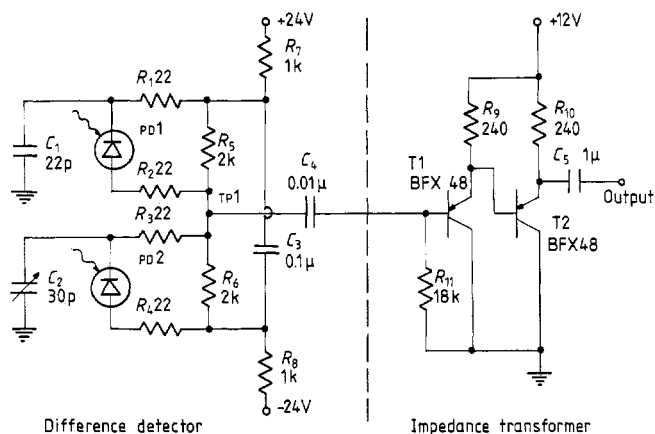 +24V
+12V
R7
1k
R1 22
PD1
R5
2k
C1
22p
R2 22
TP1
C4
0.01μ
R3 22
PD2
C2
30p
R6
2k
C3
0.1μ
R4 22
R8
1k
-24V
R9
240
R10
240
T1
BFX 48
C5 1μ
Output
T2
BFX48
R11
18k
Difference detector
Impedance transformer